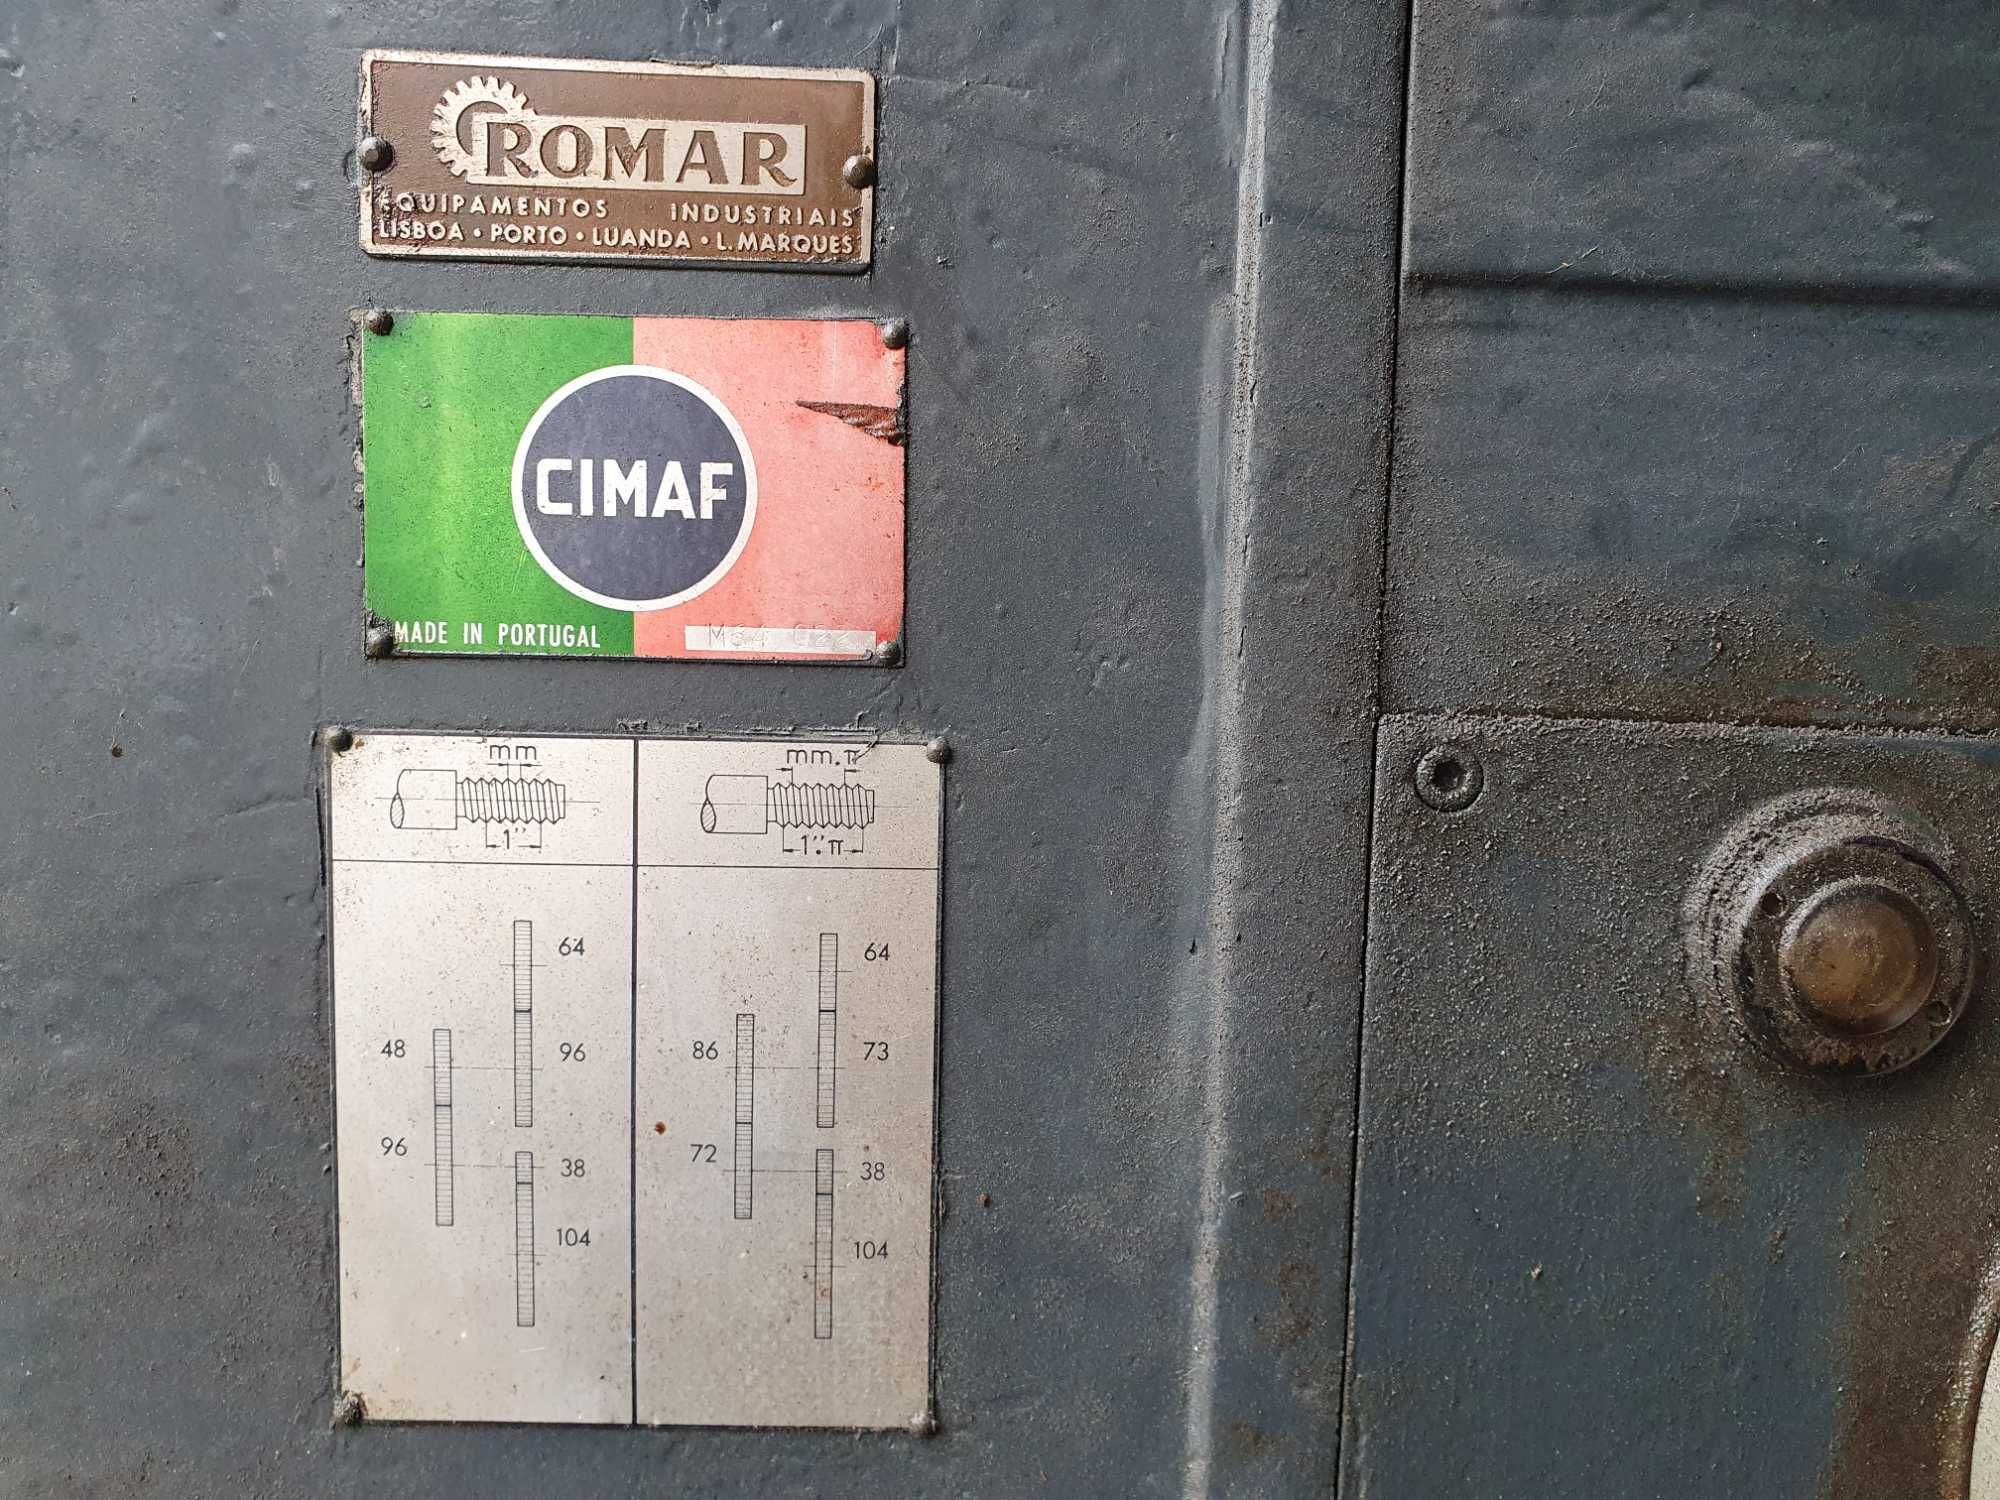 ROMAR
EQUIPAMENTOS INDUSTRIAIS
LISBOA • PORTO • LUANDA • L. MARQUES
CIMAF
MADE IN PORTUGAL
mm
1"
mm.π
1".π
64
48
96
96
38
104
64
86
73
72
38
104